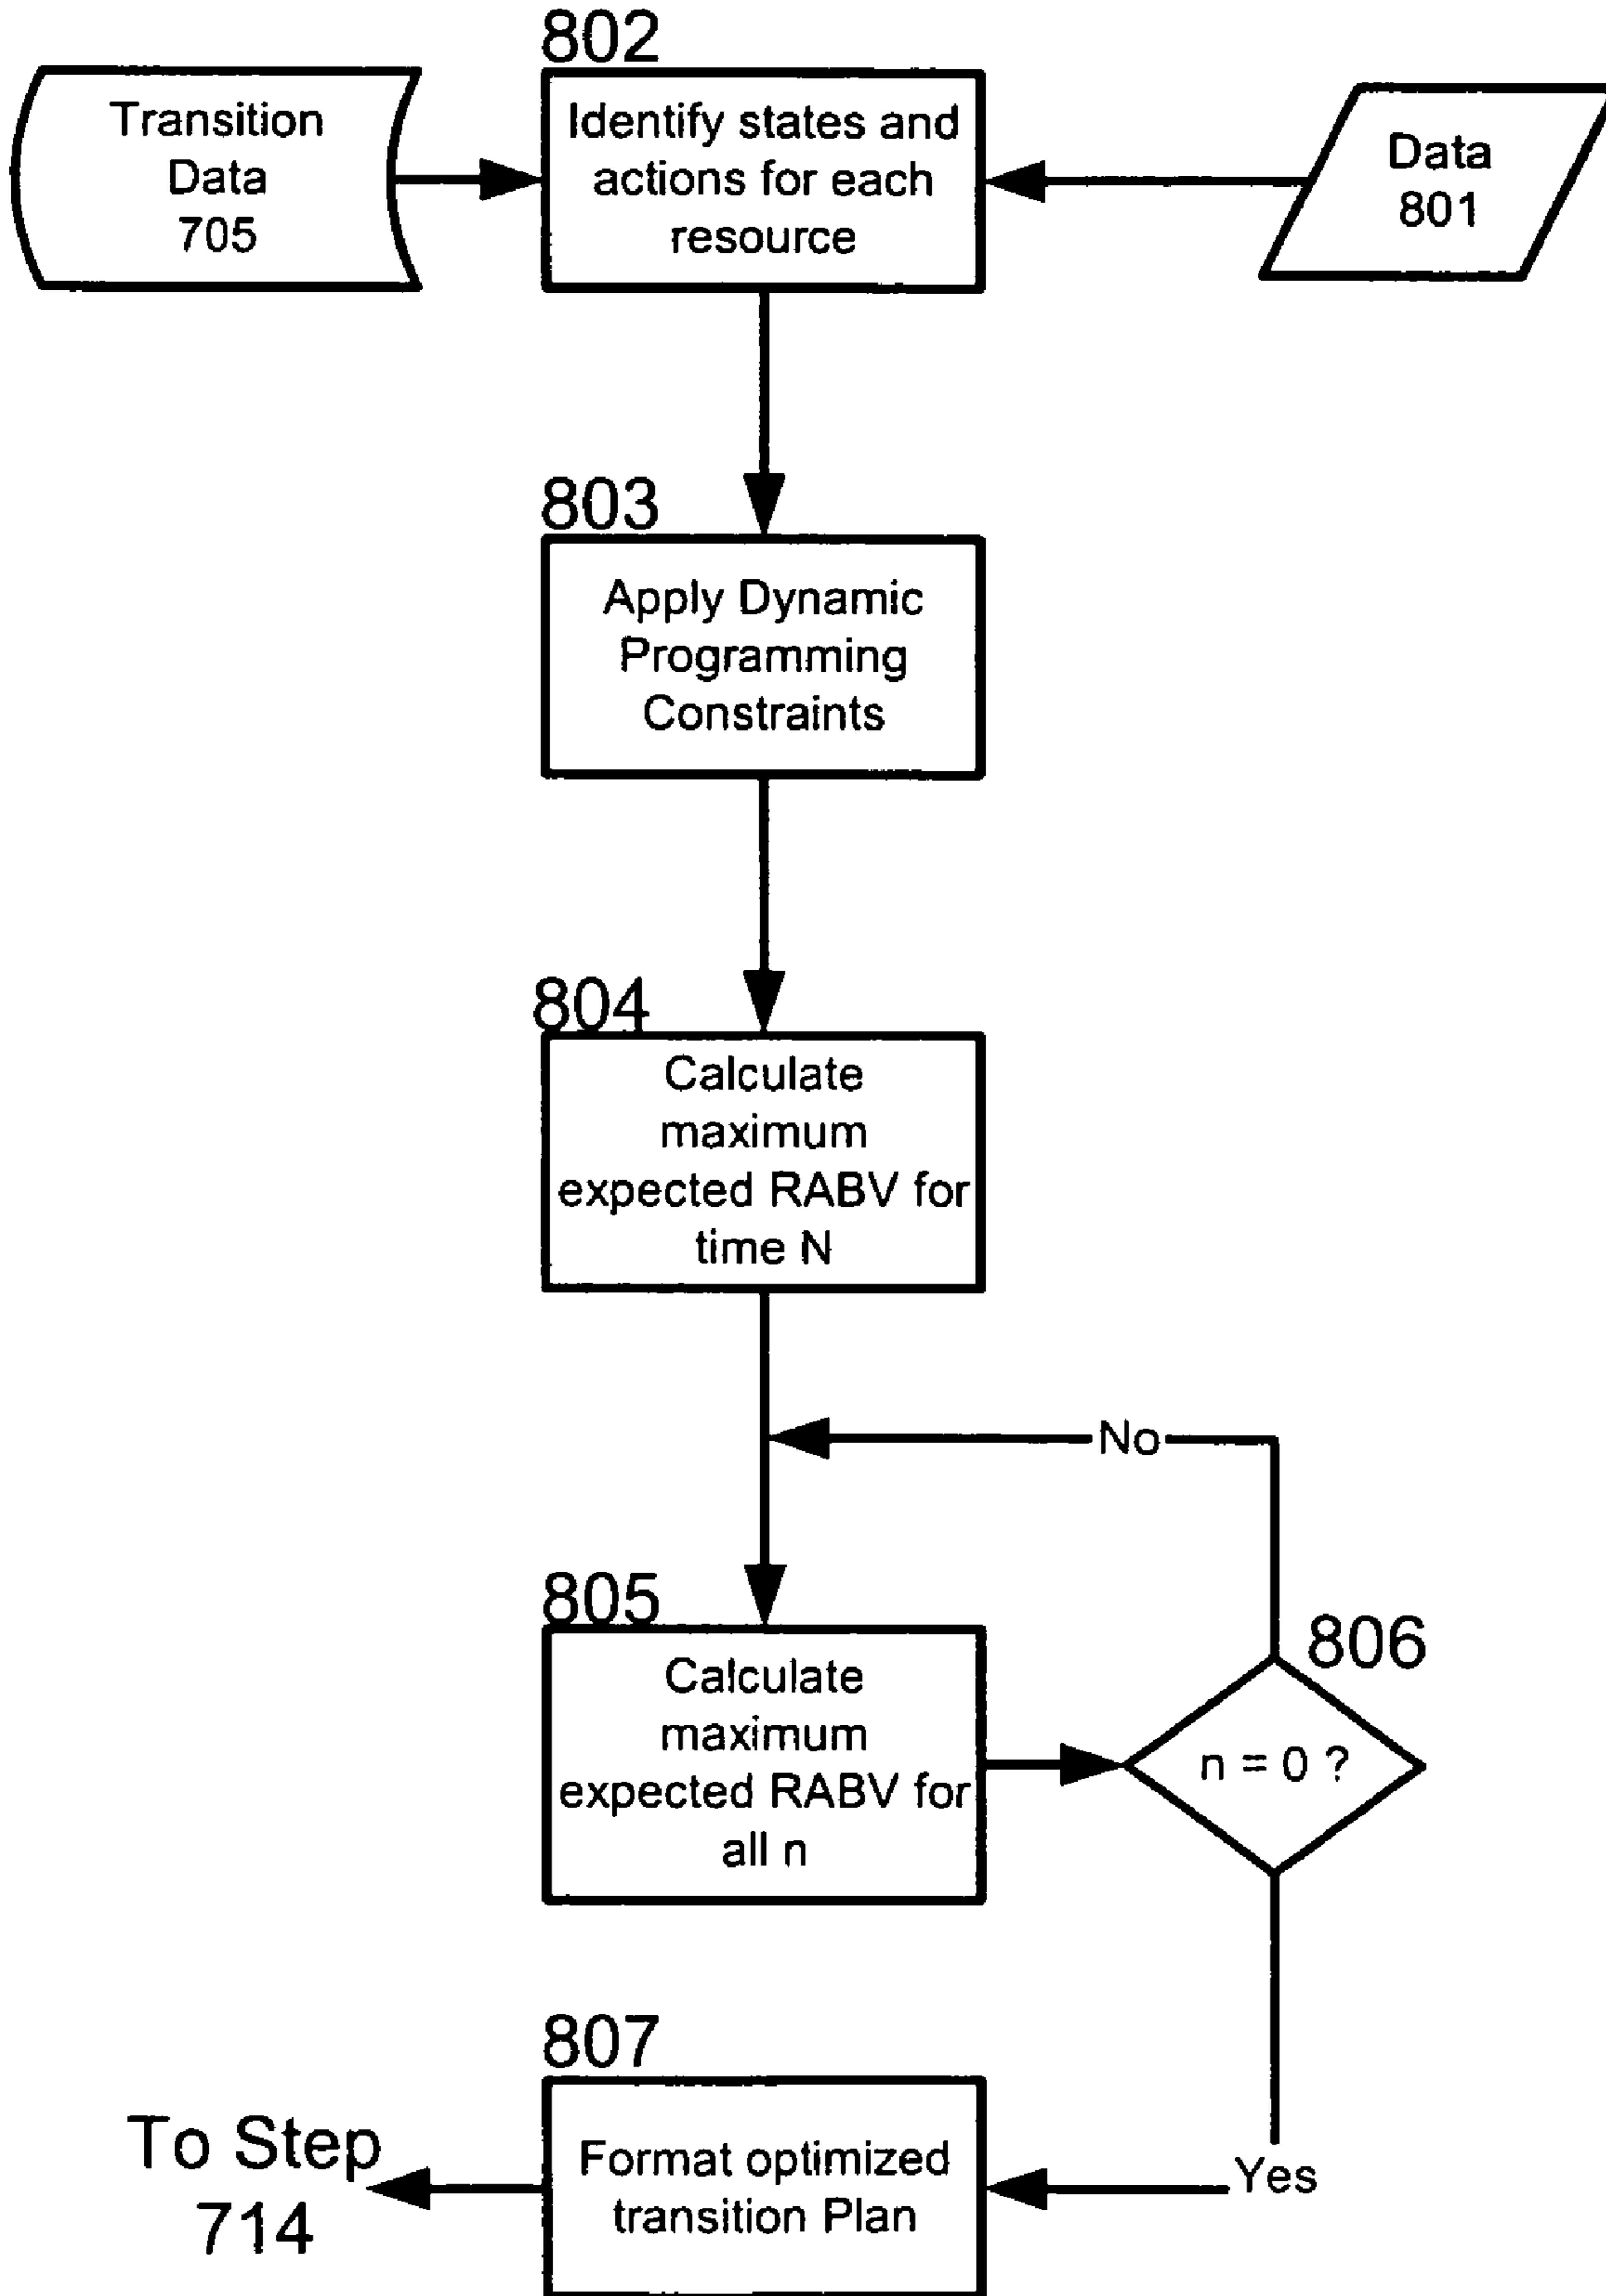 802
Transition
Data
705
Identify states and
actions for each
resource
Data
801
803
Apply Dynamic
Programming
Constraints
804
Calculate
maximum
expected RABV for
time N
No
805
Calculate
maximum
expected RABV for
all n
806
n = 0 ?
807
To Step
714
Format optimized
transition Plan
Yes